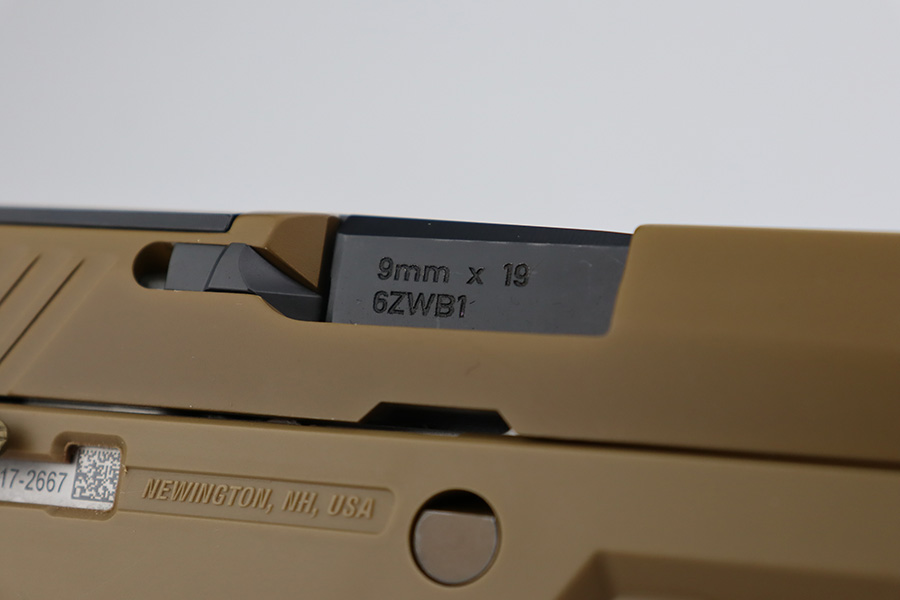 9mm x 19
6ZWB1
17-2667
NEWINGTON, NH, USA